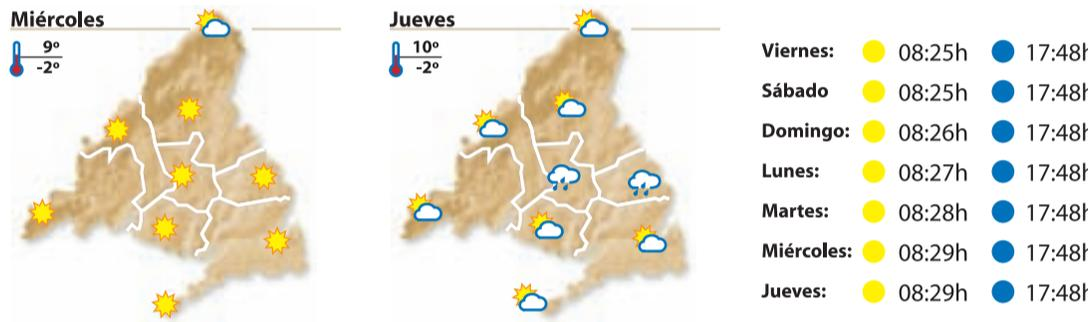 Miércoles
9º
-2º
Jueves
10º
-2º
Viernes: 08:25h 17:48h
Sábado 08:25h 17:48h
Domingo: 08:26h 17:48h
Lunes: 08:27h 17:48h
Martes: 08:28h 17:48h
Miércoles: 08:29h 17:48h
Jueves: 08:29h 17:48h